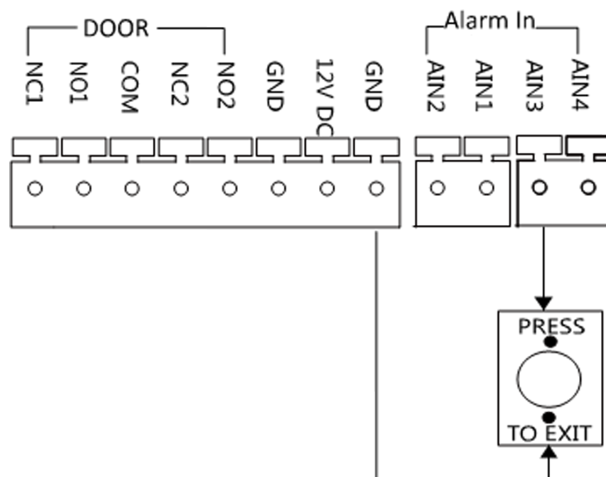 DOOR
Alarm In
NC1
NO1
COM
NC2
NO2
GND
12V DC
GND
AIN2
AIN1
AIN3
AIN4
PRESS
TO EXIT